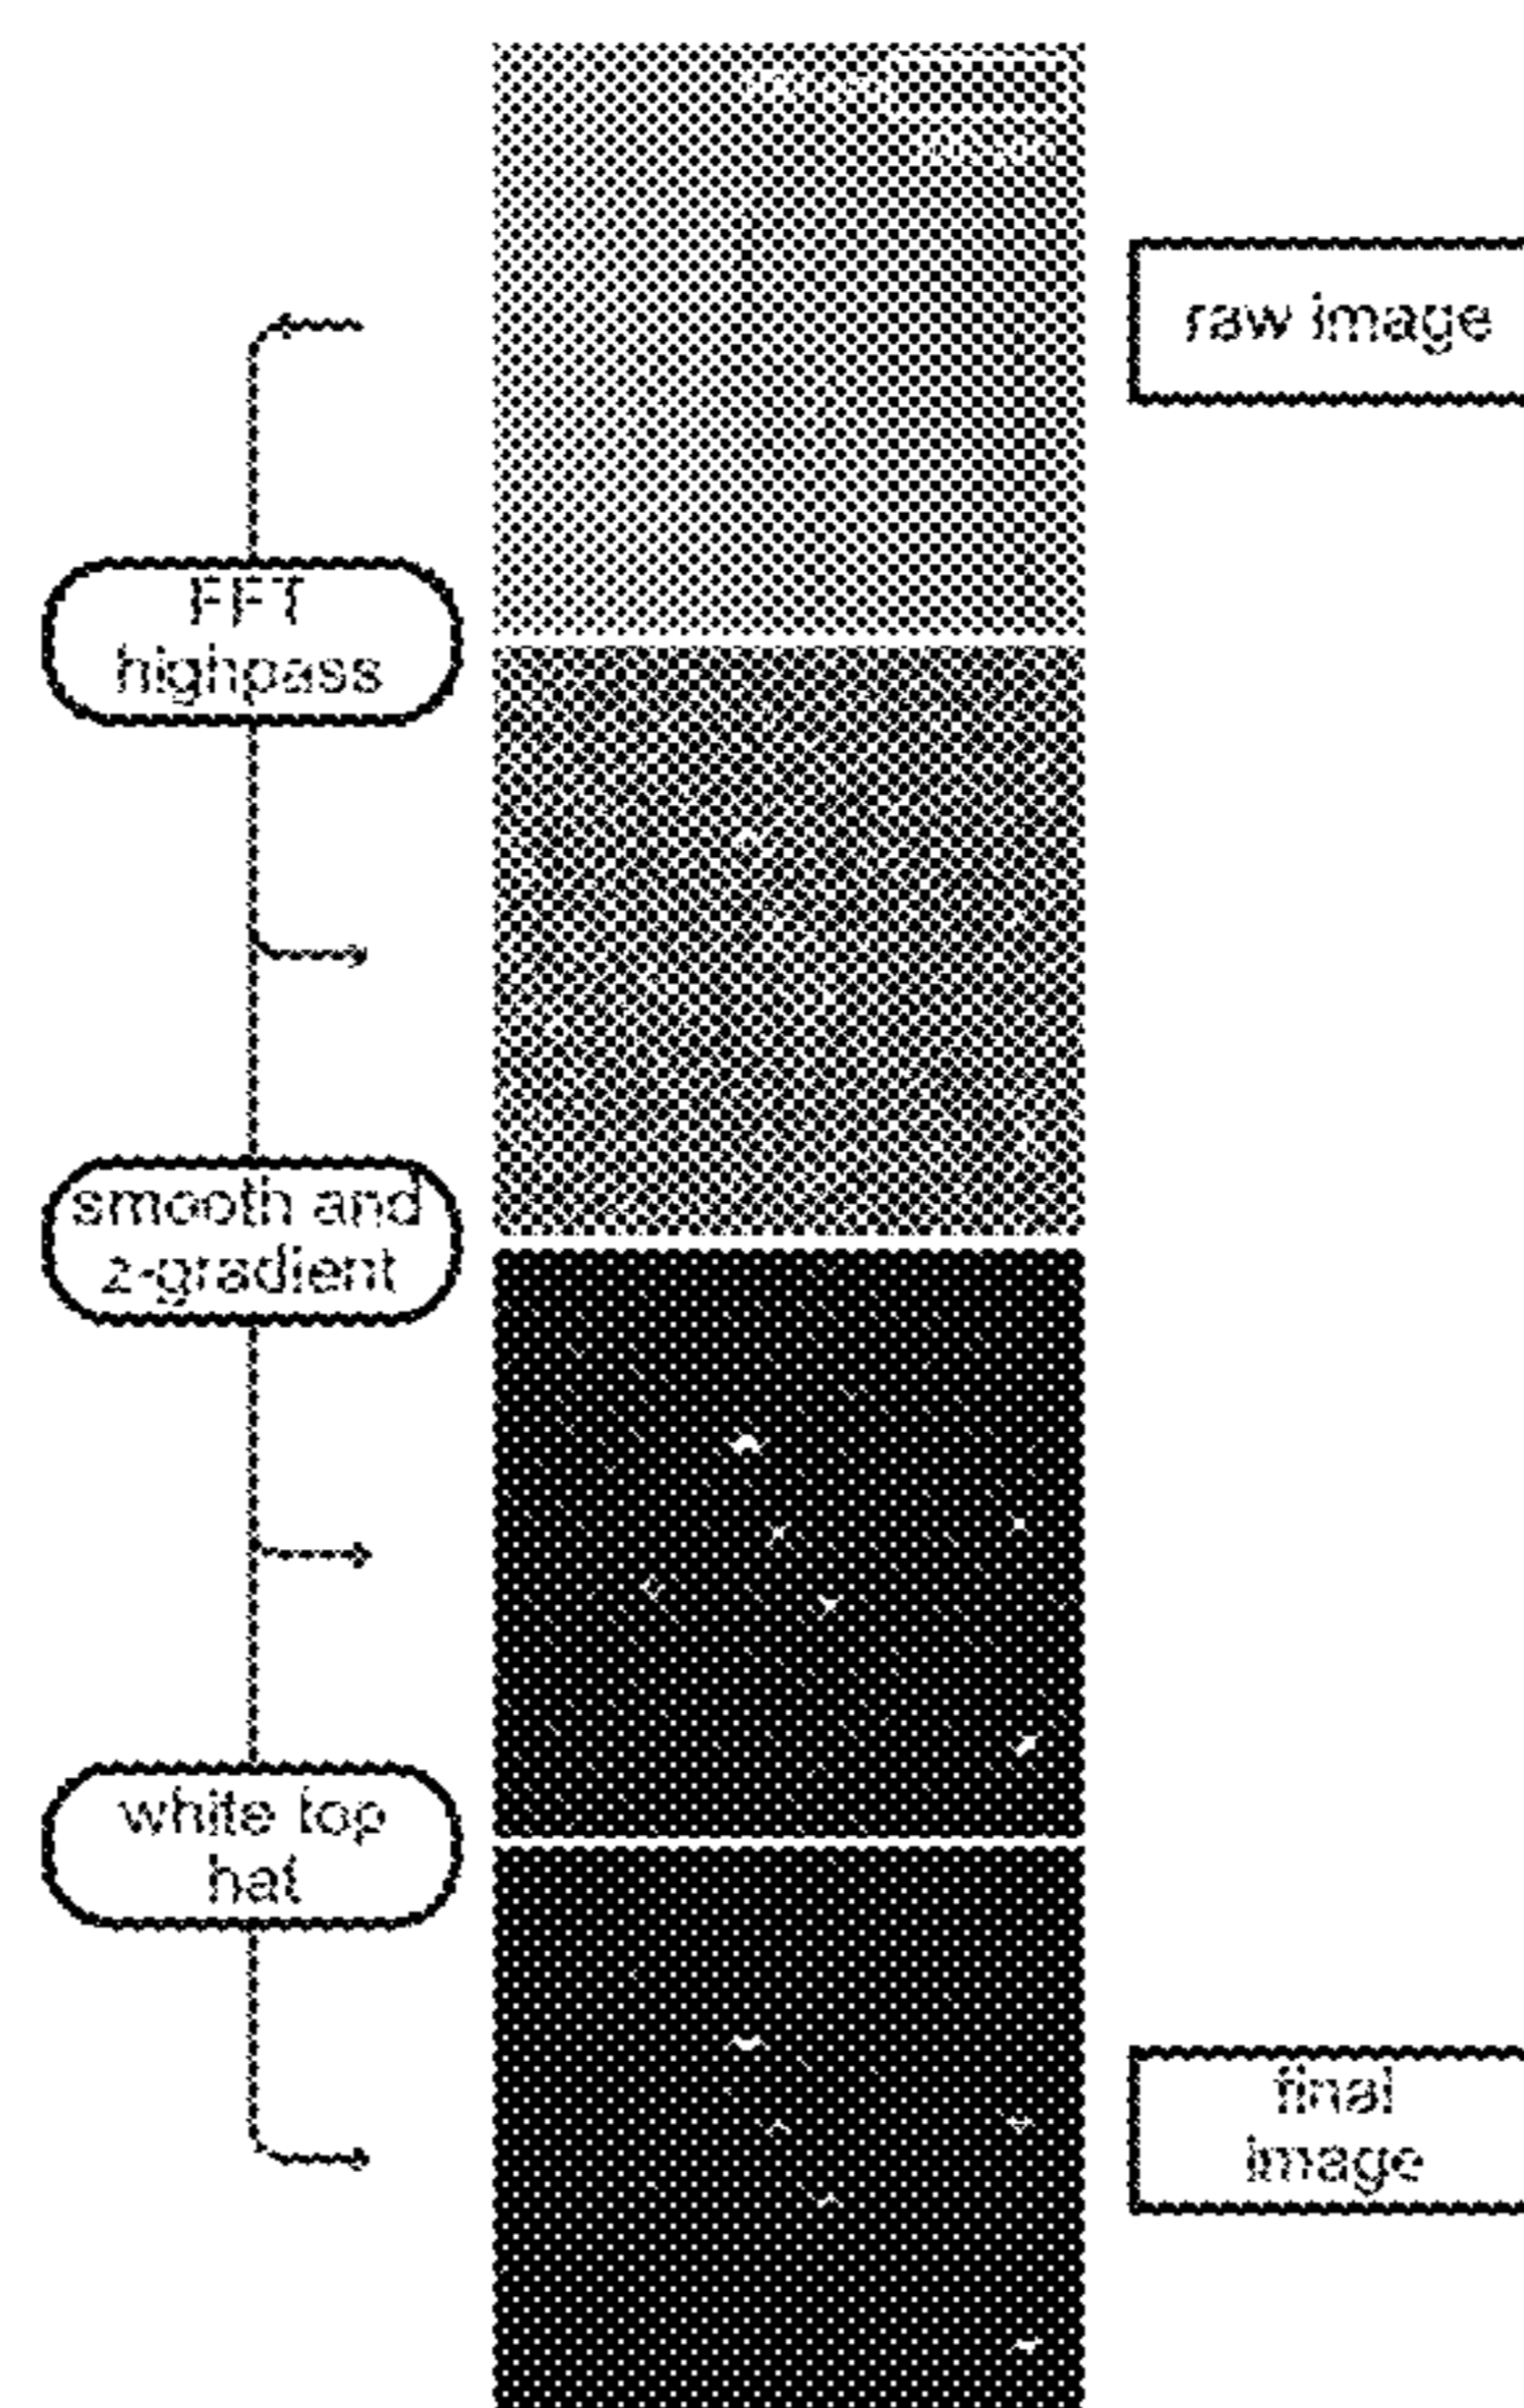 raw image
FFT
highpass
smooth and
z-gradient
white top
hat
final
image